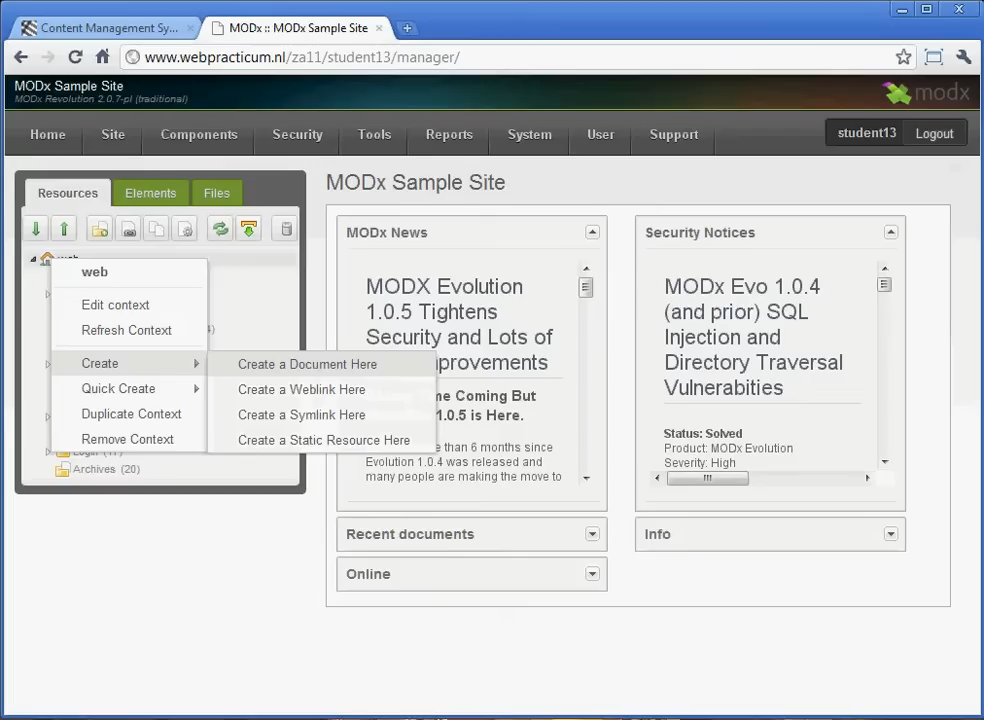 Content Management Sy...
MODx :: MODx Sample Site
www.webpracticum.nl/za11/student13/manager/
MODx Sample Site
MODx Revolution 2.0.7-pl (traditional)
modx
Home Site Components Security Tools Reports System User Support
student13 Logout
Resources Elements Files
web
Edit context
Refresh Context
Create
Quick Create
Duplicate Context
Remove Context
Create a Document Here
Create a Weblink Here
Create a Symlink Here
Create a Static Resource Here
Archives (20)
MODx Sample Site
MODx News
MODX Evolution
1.0.5 Tightens
Security and Lots of
Coming But
1.0.5 is Here.
than 6 months since
Evolution 1.0.4 was released and
many people are making the move to
Recent documents
Online
Security Notices
MODx Evo 1.0.4
(and prior) SQL
Injection and
Directory Traversal
Vulnerabities
Status: Solved
Product: MODx Evolution
Severity: High
Info